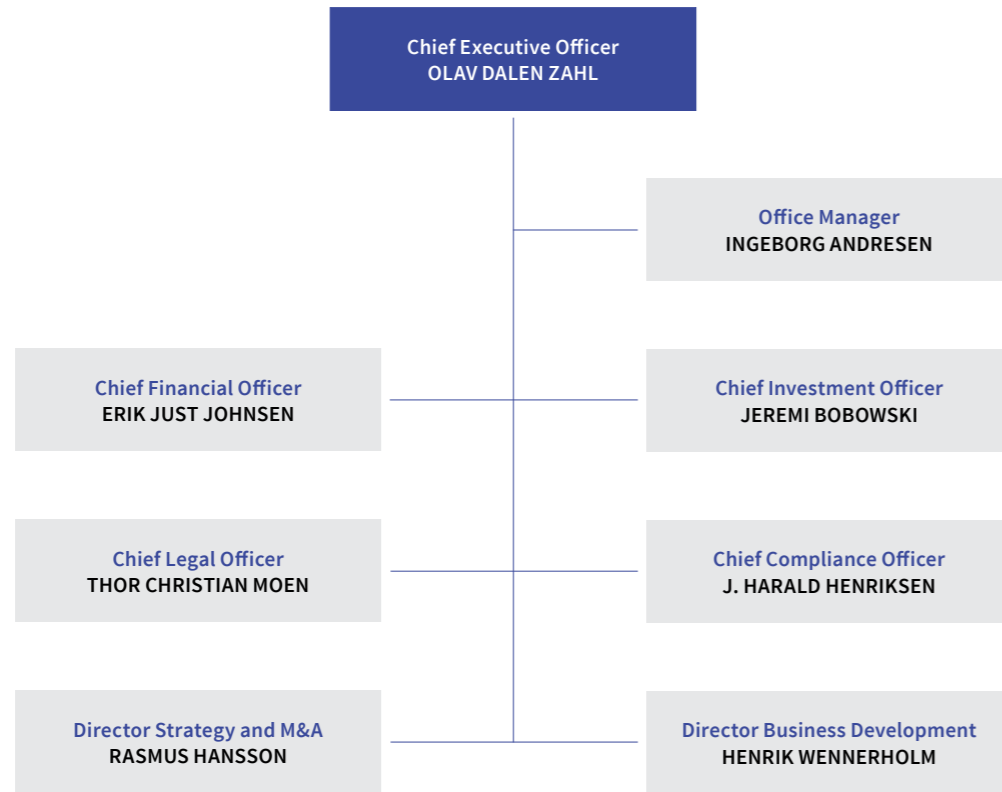 Chief Executive Officer
OLAV DALEN ZAHL
Office Manager
INGEBORG ANDRESEN
Chief Financial Officer
ERIK JUST JOHNSEN
Chief Investment Officer
JEREMI BOBOWSKI
Chief Legal Officer
THOR CHRISTIAN MOEN
Chief Compliance Officer
J. HARALD HENRIKSEN
Director Strategy and M&A
RASMUS HANSSON
Director Business Development
HENRIK WENNERHOLM